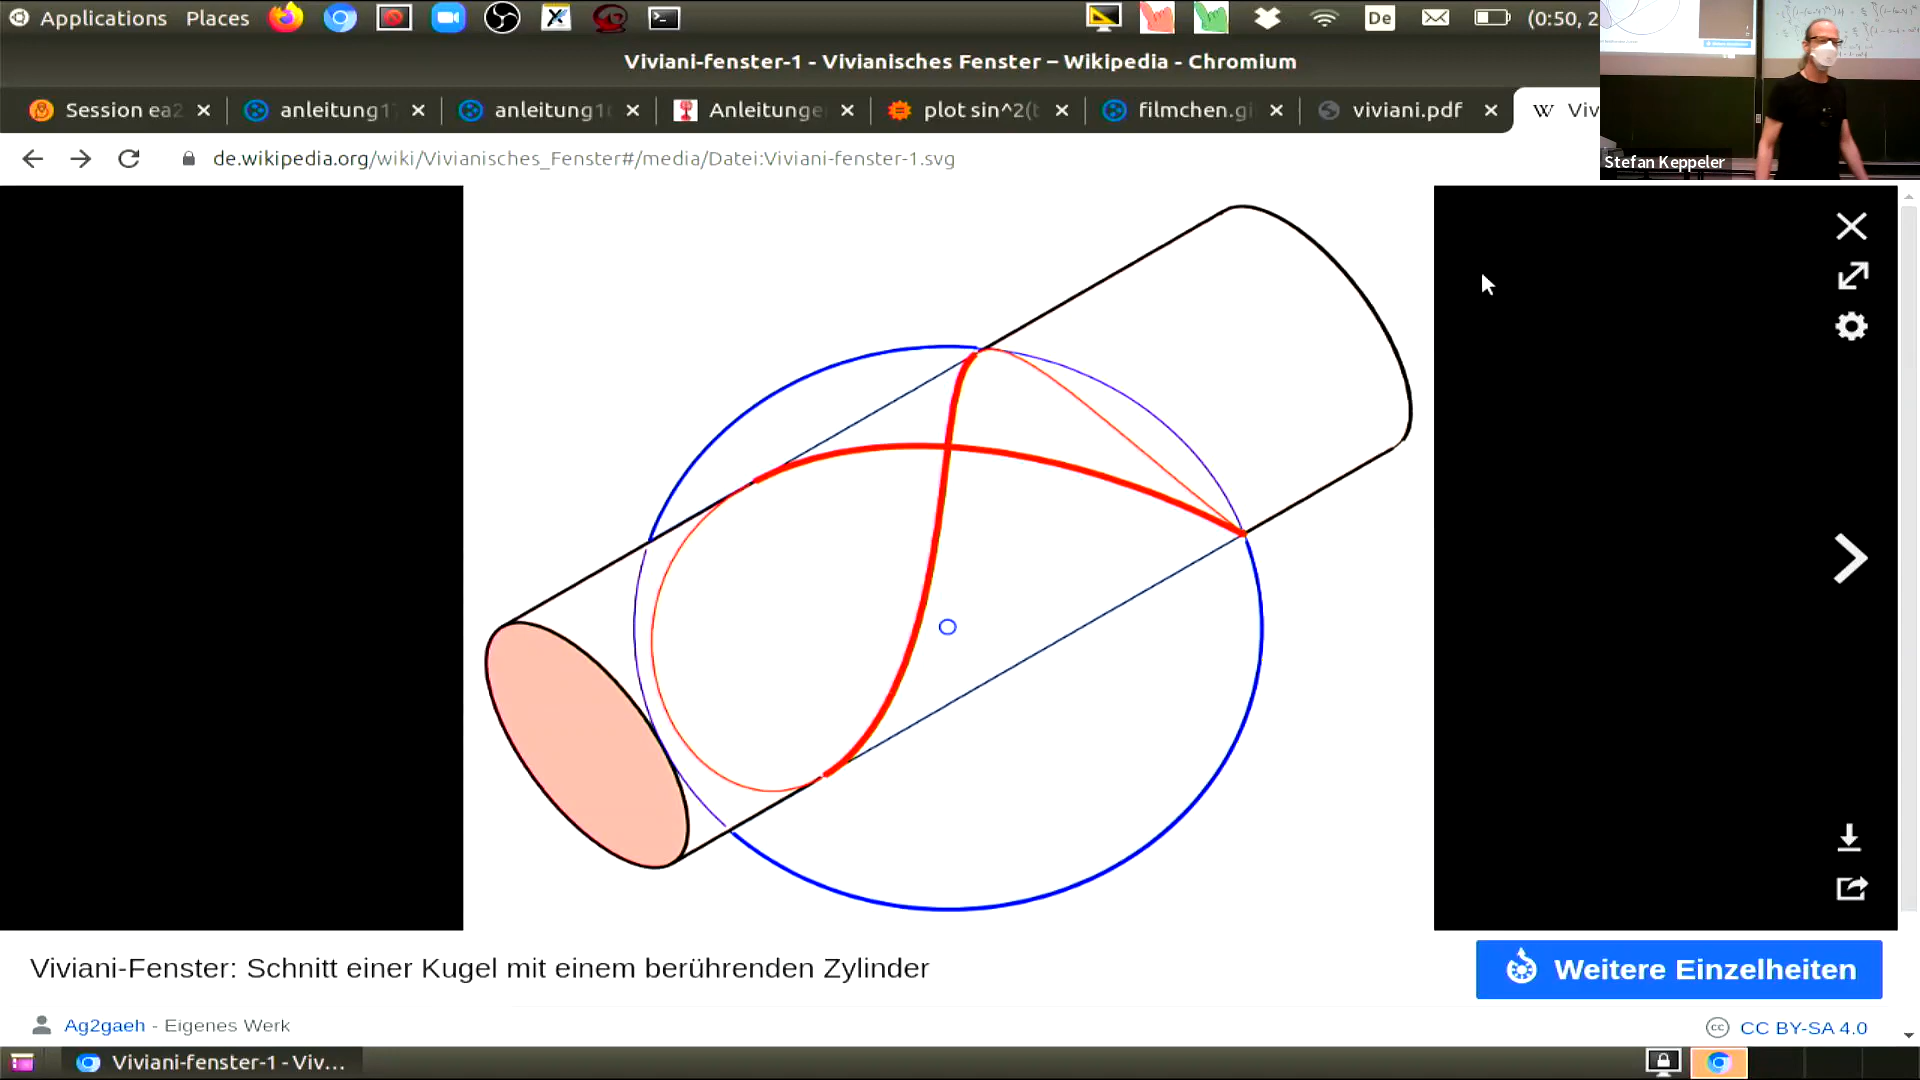 Applications Places De (0:50, 2
Viviani-fenster-1 - Vivianisches Fenster – Wikipedia - Chromium
Session ea2 anleitung1 anleitung1 Anleitunge plot sin^2(t filmchen.gi viviani.pdf W Viv
de.wikipedia.org/wiki/Vivianisches_Fenster#/media/Datei:Viviani-fenster-1.svg
Stefan Keppeler
Viviani-Fenster: Schnitt einer Kugel mit einem berührenden Zylinder
Weitere Einzelheiten
Ag2gaeh - Eigenes Werk
cc CC BY-SA 4.0
Viviani-fenster-1 - Viv...